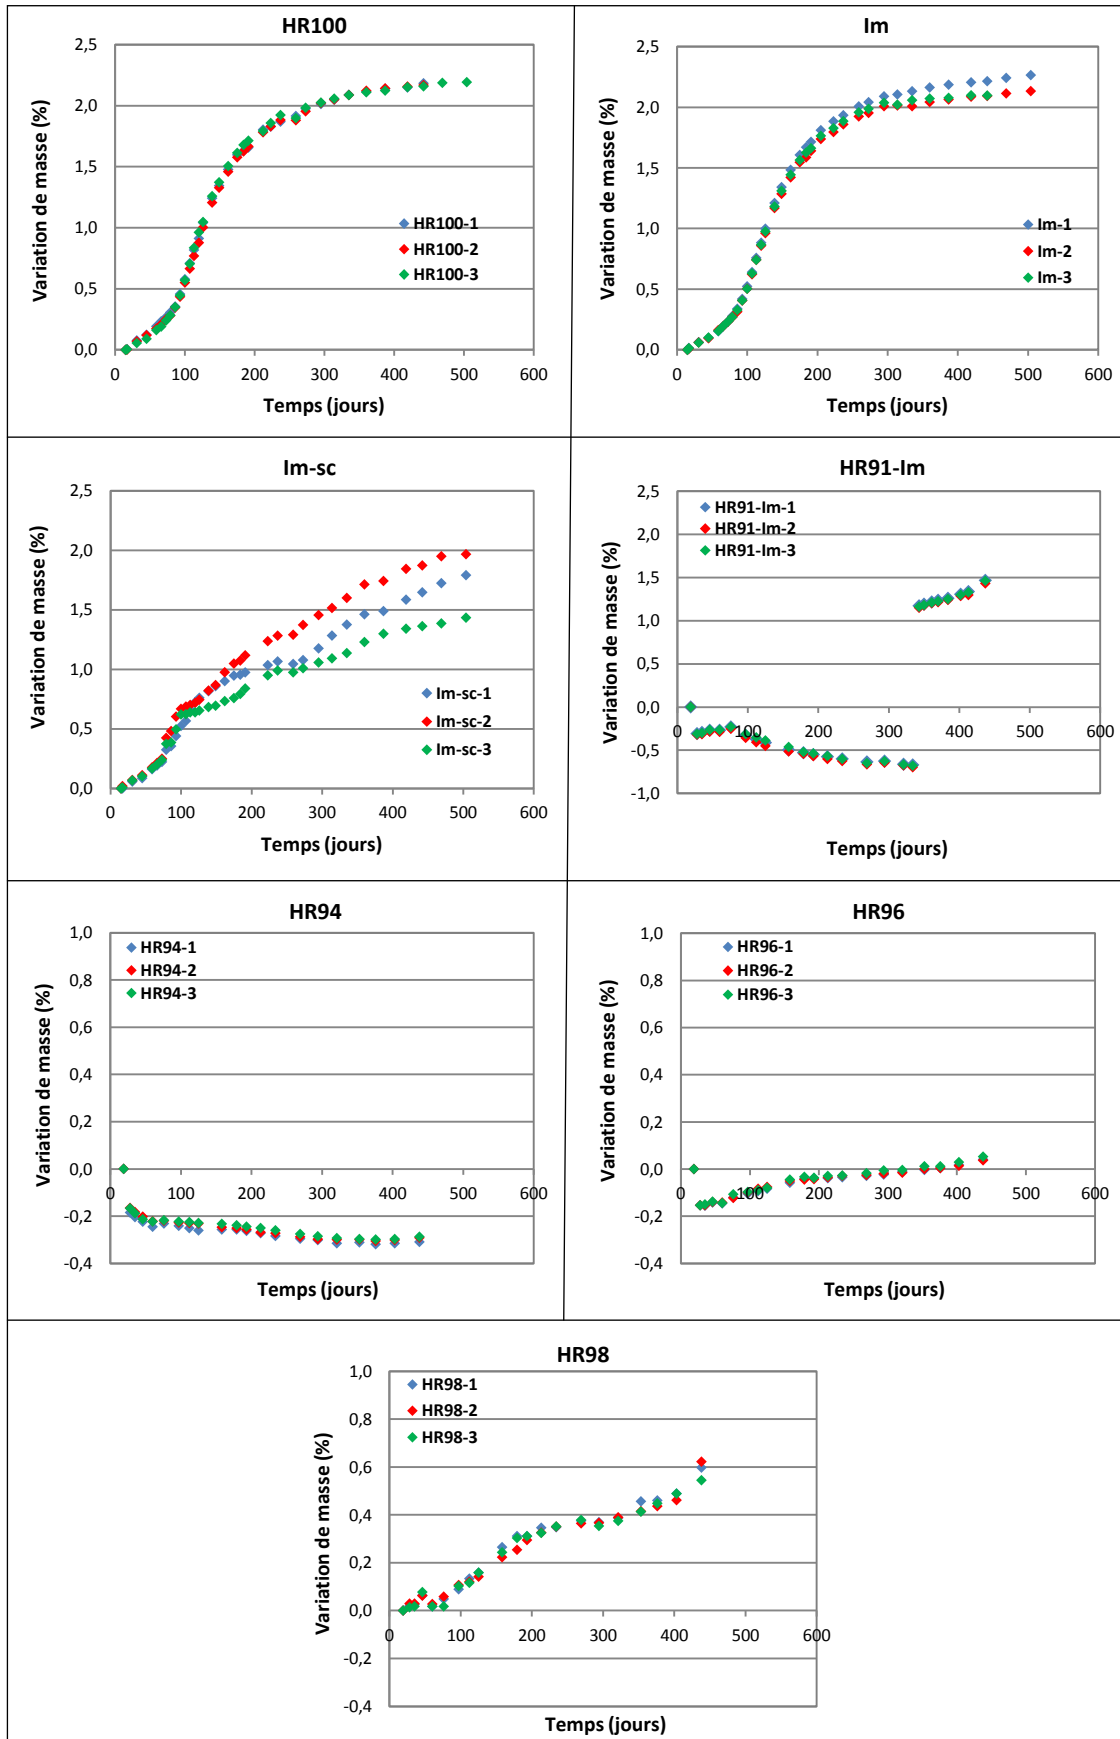 HR100
Variation de masse (%)
2,5
2,0
1,5
1,0
0,5
0,0
HR100-1
HR100-2
HR100-3
0 100 200 300 400 500 600
Temps (jours)
Im
Variation de masse (%)
2,5
2,0
1,5
1,0
0,5
0,0
Im-1
Im-2
Im-3
0 100 200 300 400 500 600
Temps (jours)
Im-sc
Variation de masse (%)
2,5
2,0
1,5
1,0
0,5
0,0
Im-sc-1
Im-sc-2
Im-sc-3
0 100 200 300 400 500 600
Temps (jours)
HR91-Im
Variation de masse (%)
2,5
2,0
1,5
1,0
0,5
0,0
-0,5
-1,0
HR91-Im-1
HR91-Im-2
HR91-Im-3
0 100 200 300 400 500 600
Temps (jours)
HR94
Variation de masse (%)
1,0
0,8
0,6
0,4
0,2
0,0
-0,2
-0,4
HR94-1
HR94-2
HR94-3
0 100 200 300 400 500 600
Temps (jours)
HR96
Variation de masse (%)
1,0
0,8
0,6
0,4
0,2
0,0
-0,2
-0,4
HR96-1
HR96-2
HR96-3
0 100 200 300 400 500 600
Temps (jours)
HR98
Variation de masse (%)
1,0
0,8
0,6
0,4
0,2
0,0
-0,2
-0,4
HR98-1
HR98-2
HR98-3
0 100 200 300 400 500 600
Temps (jours)